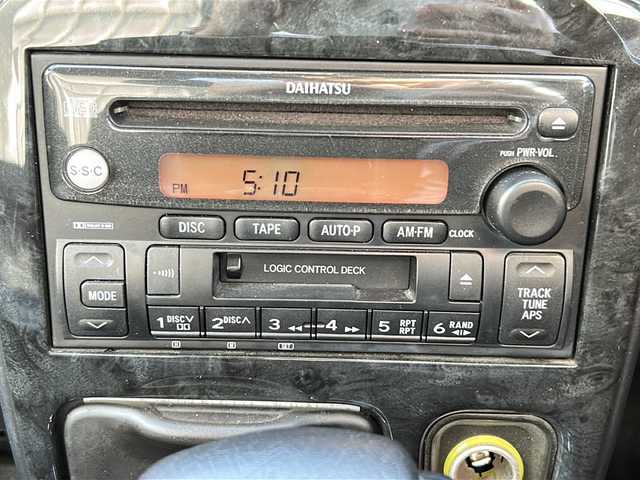 DAIHATSU
PUSH PWR-VOL
S·S·C
PM 5:10
DISC TAPE AUTO-P AM·FM CLOCK
LOGIC CONTROL DECK
MODE
TRACK
TUNE
APS
1 DISC 2 DISC 3 4 5 RPT RPT 6 RAND